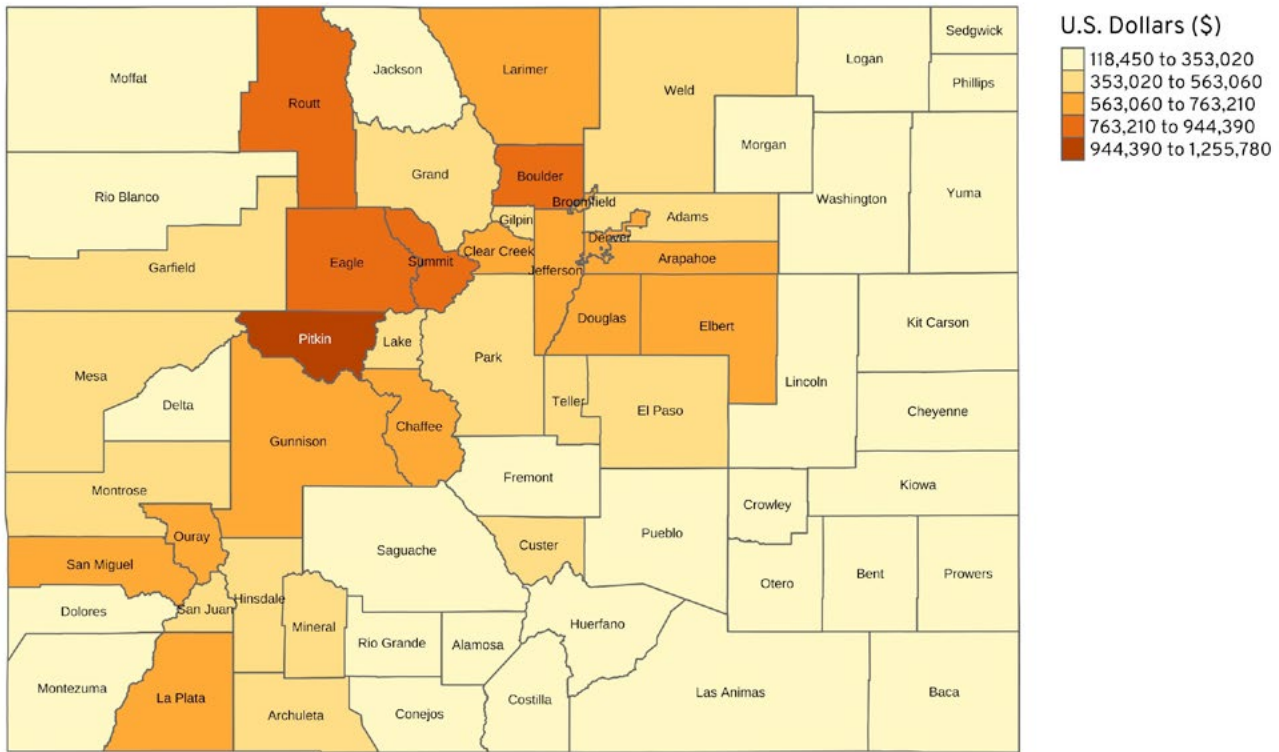 U.S. Dollars ($)
118,450 to 353,020
353,020 to 563,060
563,060 to 763,210
763,210 to 944,390
944,390 to 1,255,780
Moffat
Routt
Jackson
Larimer
Weld
Logan
Sedgwick
Phillips
Morgan
Rio Blanco
Grand
Boulder
Washington
Yuma
Broomfield
Gilpin
Adams
Garfield
Eagle
Summit
Clear Creek
Denver
Jefferson
Arapahoe
Pitkin
Lake
Park
Douglas
Elbert
Kit Carson
Mesa
Delta
Lincoln
Teller
El Paso
Cheyenne
Gunnison
Chaffee
Fremont
Kiowa
Montrose
Crowley
Ouray
Saguache
Custer
Pueblo
San Miguel
Otero
Bent
Prowers
Dolores
San Juan
Hinsdale
Mineral
Rio Grande
Alamosa
Huerfano
Montezuma
La Plata
Archuleta
Conejos
Costilla
Las Animas
Baca